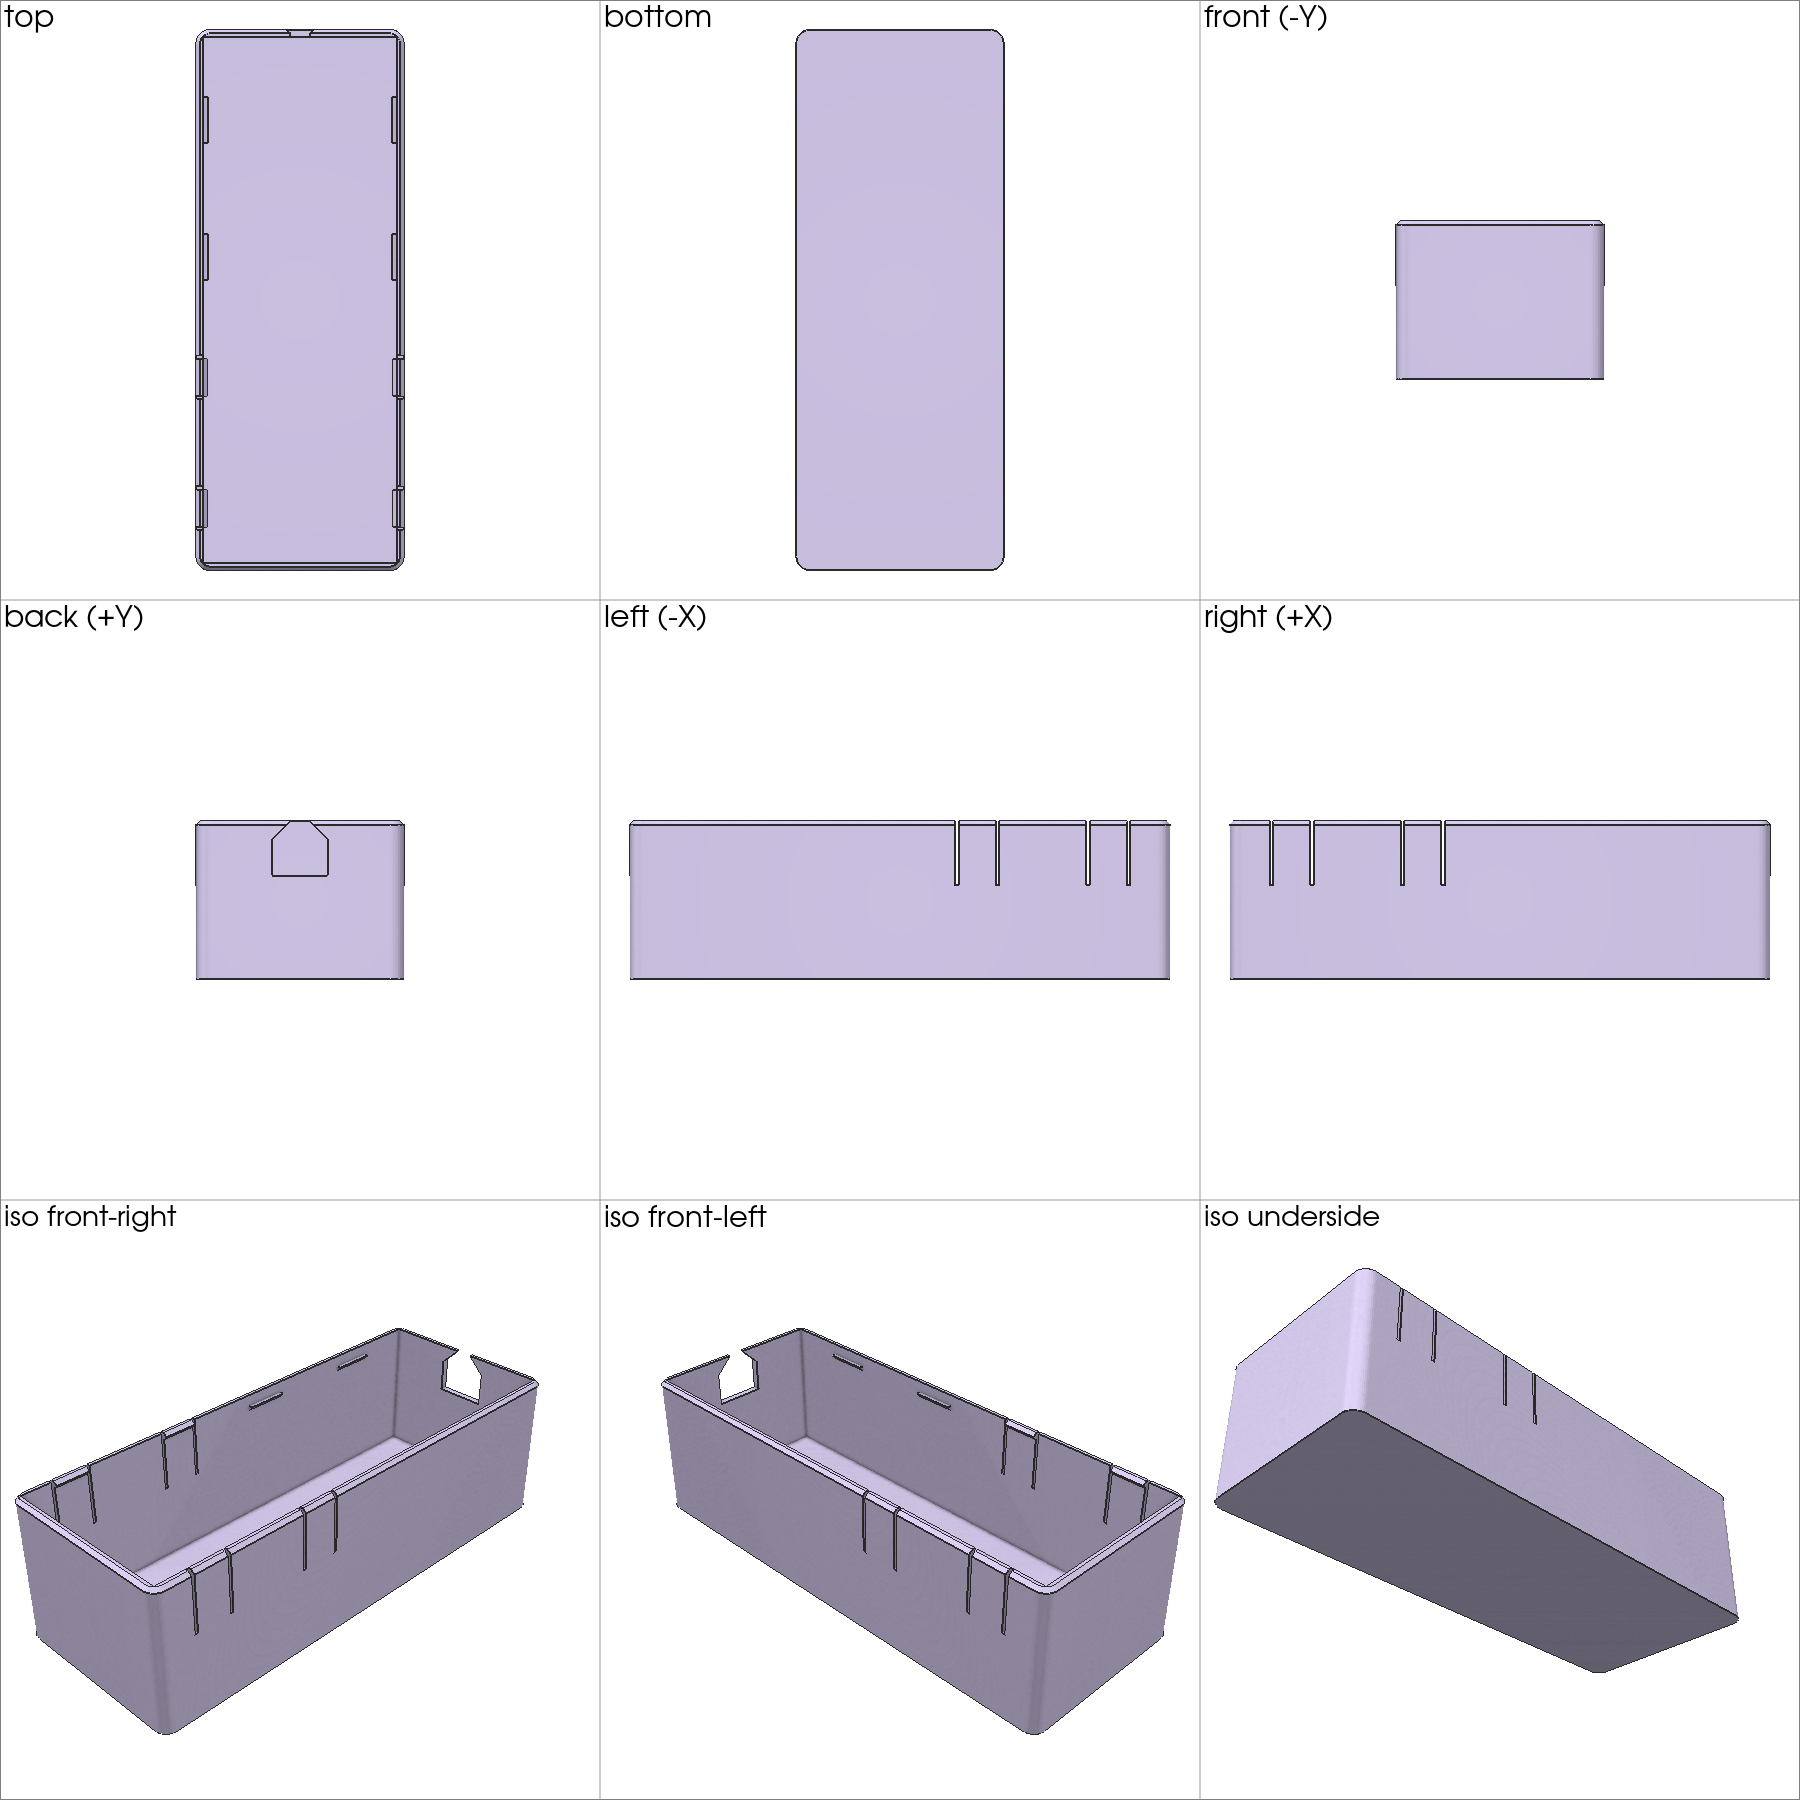 top
bottom
front (-Y)
back (+Y)
left (-X)
right (+X)
iso front-right
iso front-left
iso underside